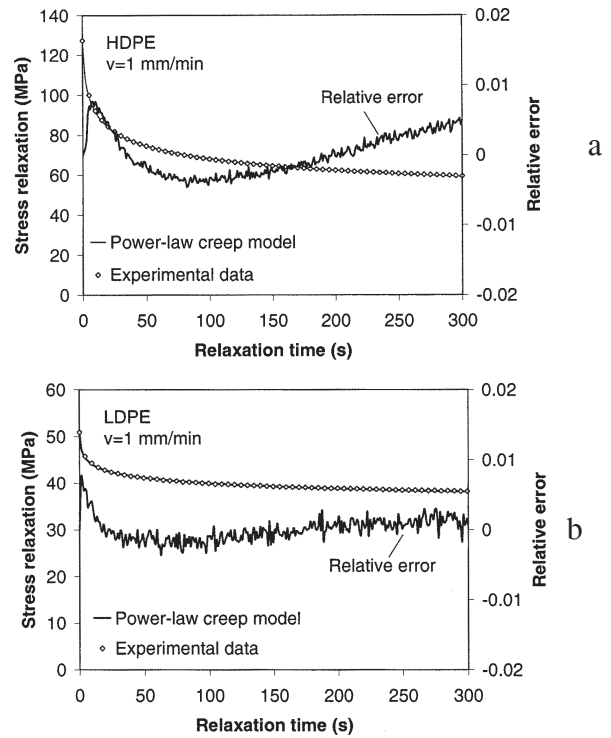 140
120
100
80
60
40
20
0
Stress relaxation (MPa)
HDPE
v=1 mm/min
Relative error
Power-law creep model
Experimental data
0.02
0.01
0
-0.01
-0.02
Relative error
a
0 50 100 150 200 250 300
Relaxation time (s)
60
50
40
30
20
10
0
Stress relaxation (MPa)
LDPE
v=1 mm/min
Relative error
Power-law creep model
Experimental data
0.02
0.01
0
-0.01
-0.02
Relative error
b
0 50 100 150 200 250 300
Relaxation time (s)